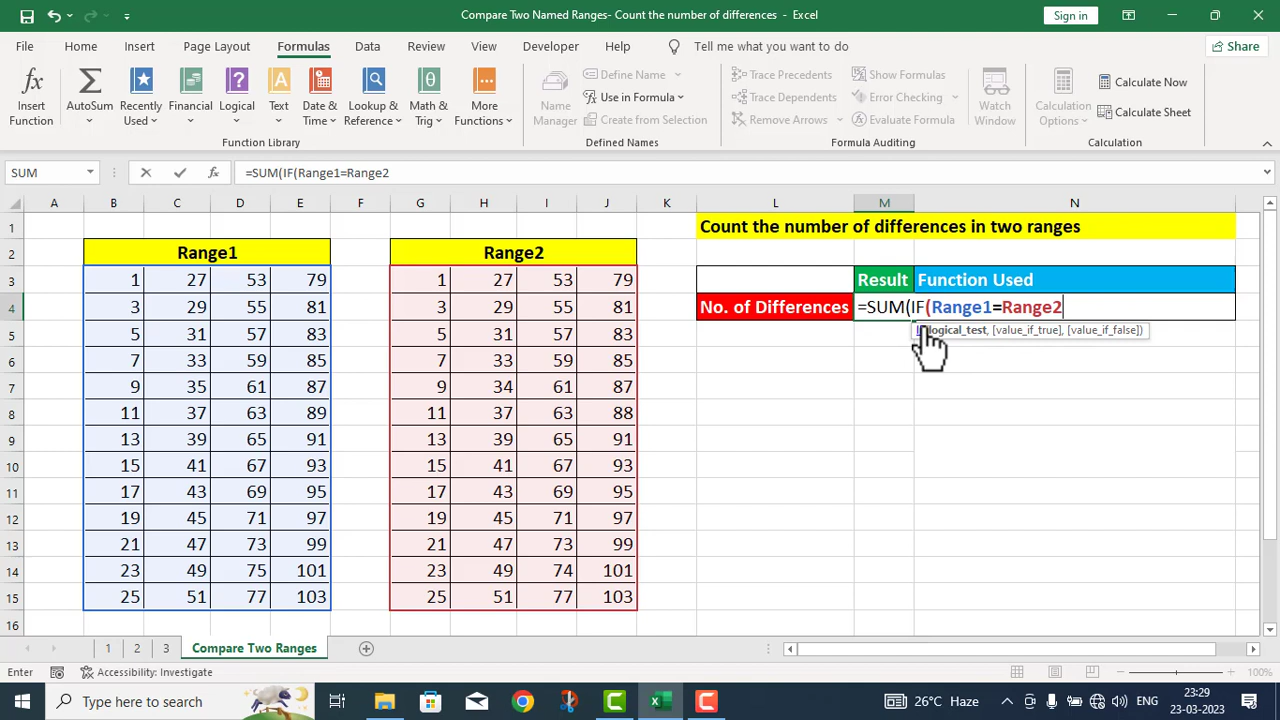 Compare Two Named Ranges- Count the number of differences - Excel
Sign in
File Home Insert Page Layout Formulas Data Review View Developer Help Tell me what you want to do Share
Insert Function
AutoSum
Recently Used
Financial
Logical
Text
Date & Time
Lookup & Reference
Math & Trig
More Functions
Function Library
Name Manager
Define Name
Use in Formula
Create from Selection
Defined Names
Trace Precedents
Trace Dependents
Remove Arrows
Show Formulas
Error Checking
Evaluate Formula
Formula Auditing
Watch Window
Calculation Options
Calculate Now
Calculate Sheet
Calculation
SUM fx =SUM(IF(Range1=Range2
A B C D E F G H I J K L M N
1 Count the number of differences in two ranges
2 Range1 Range2
3 1 27 53 79 1 27 53 79 Result Function Used
4 3 29 55 81 3 29 55 81 No. of Differences =SUM(IF(Range1=Range2
logical_test, [value_if_true], [value_if_false])
5 5 31 57 83 5 31 57 83
6 7 33 59 85 7 33 59 85
7 9 35 61 87 9 34 61 87
8 11 37 63 89 11 37 63 88
9 13 39 65 91 13 39 65 91
10 15 41 67 93 15 41 67 93
11 17 43 69 95 17 43 69 95
12 19 45 71 97 19 45 71 97
13 21 47 73 99 21 47 73 99
14 23 49 75 101 23 49 74 101
15 25 51 77 103 25 51 77 103
16
1 2 3 Compare Two Ranges
Enter Accessibility: Investigate 100%
Type here to search 26°C Haze ENG 23:29
23-03-2023